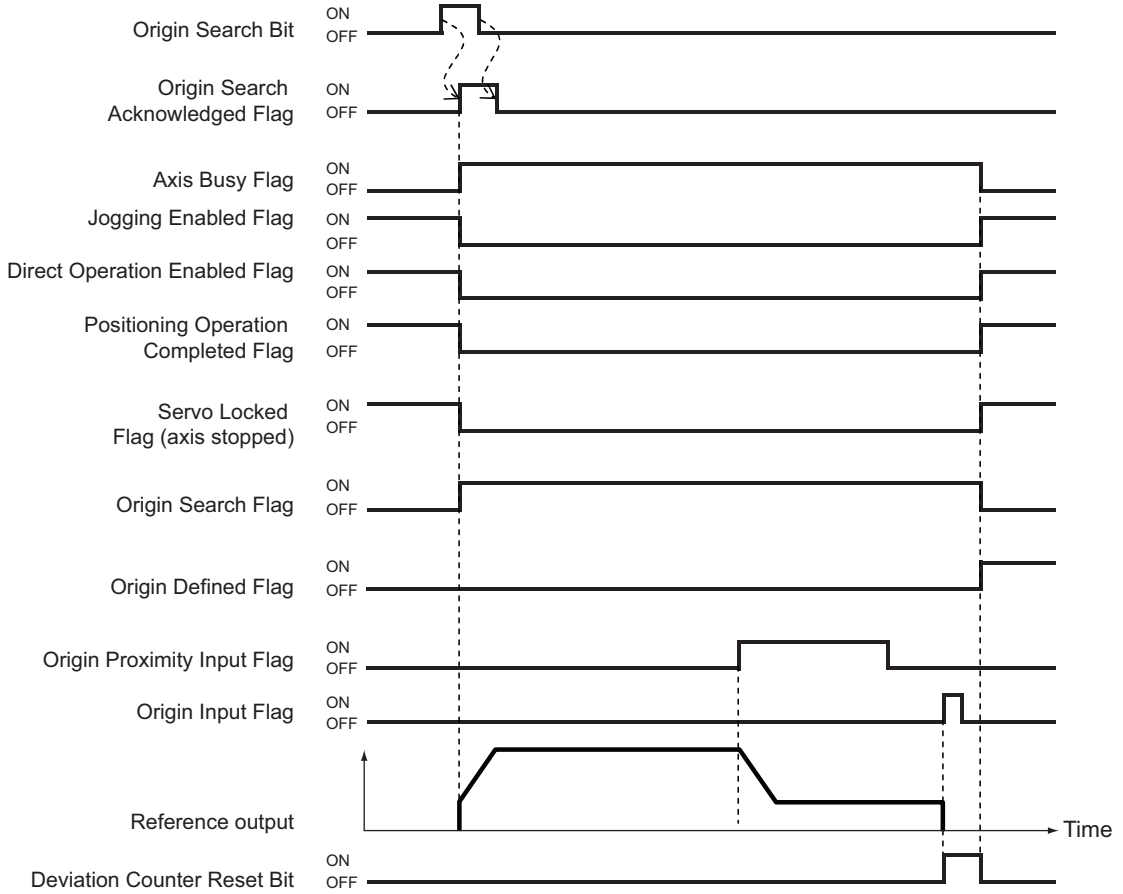 Origin Search Bit
ON
OFF
Origin Search
Acknowledged Flag
ON
OFF
Axis Busy Flag
ON
OFF
Jogging Enabled Flag
ON
OFF
Direct Operation Enabled Flag
ON
OFF
Positioning Operation
Completed Flag
ON
OFF
Servo Locked
Flag (axis stopped)
ON
OFF
Origin Search Flag
ON
OFF
Origin Defined Flag
ON
OFF
Origin Proximity Input Flag
ON
OFF
Origin Input Flag
ON
OFF
Reference output
Time
Deviation Counter Reset Bit
ON
OFF